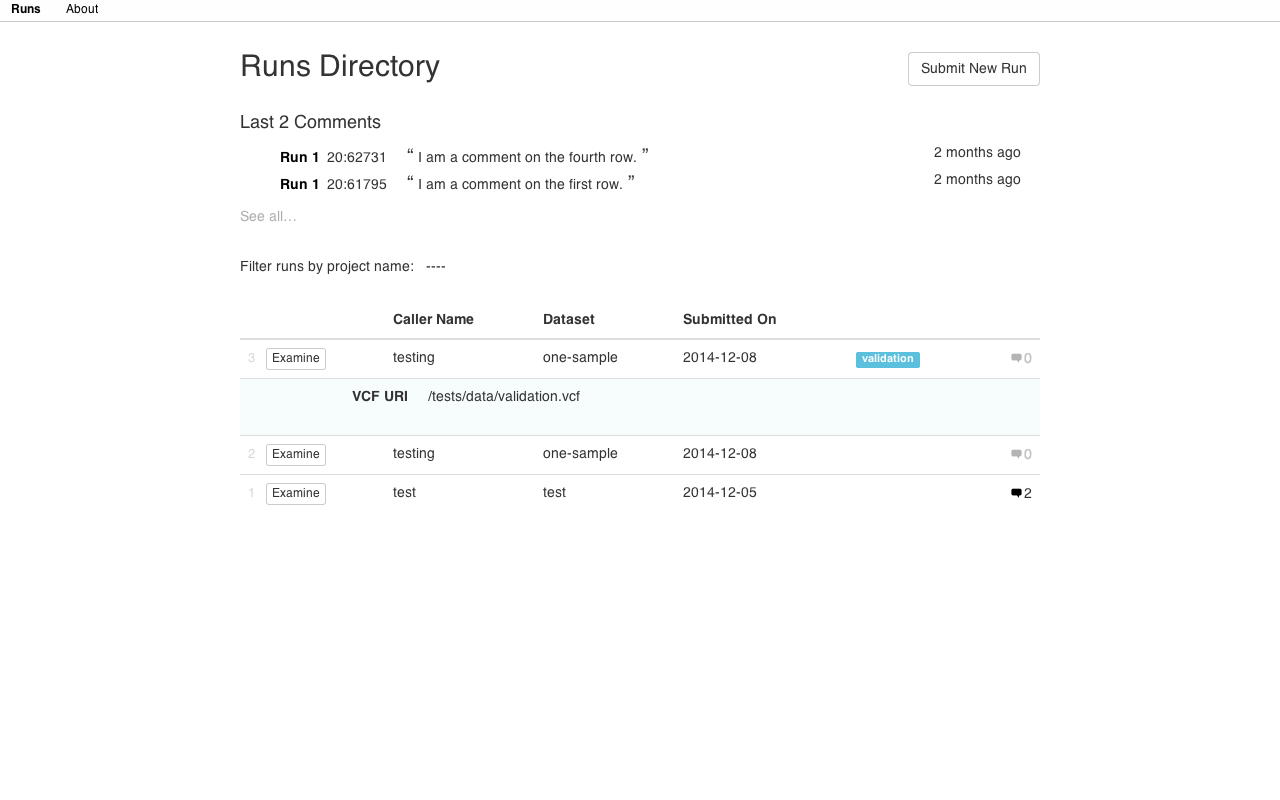 Runs About
Runs Directory
Submit New Run
Last 2 Comments
Run 1 20:62731 “ I am a comment on the fourth row. ” 2 months ago
Run 1 20:61795 “ I am a comment on the first row. ” 2 months ago
See all...
Filter runs by project name: ----
Caller Name Dataset Submitted On
3 Examine testing one-sample 2014-12-08 validation 0
VCF URI /tests/data/validation.vcf
2 Examine testing one-sample 2014-12-08 0
1 Examine test test 2014-12-05 2